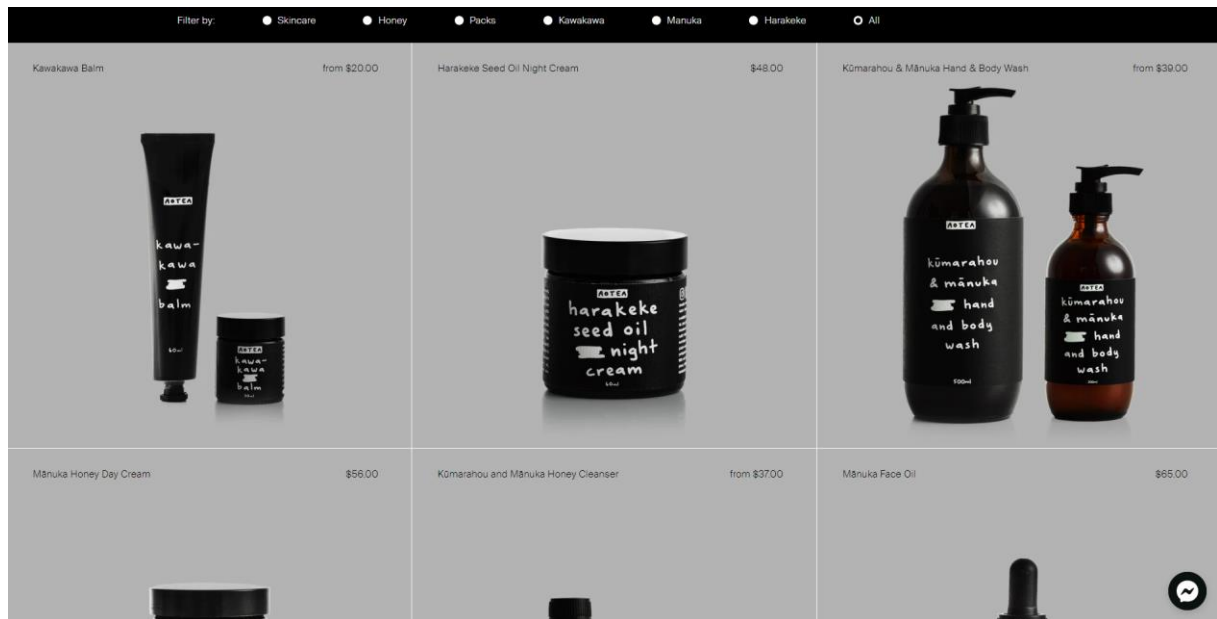 Filter by: Skincare Honey Packs Kawakawa Manuka Harakeke All
Kawakawa Balm from $20.00
AOTEA
kawa-
kawa
balm
60ml
AOTEA
kawa-
kawa
balm
Harakeke Seed Oil Night Cream $48.00
AOTEA
harakeke
seed oil
night
cream
60ml
Kūmarahou & Mānuka Hand & Body Wash from $39.00
AOTEA
kūmarahou
& mānuka
hand
and body
wash
500ml
AOTEA
kūmarahou
& mānuka
hand
and body
wash
Mānuka Honey Day Cream $56.00
Kūmarahou and Mānuka Honey Cleanser from $37.00
Mānuka Face Oil $65.00